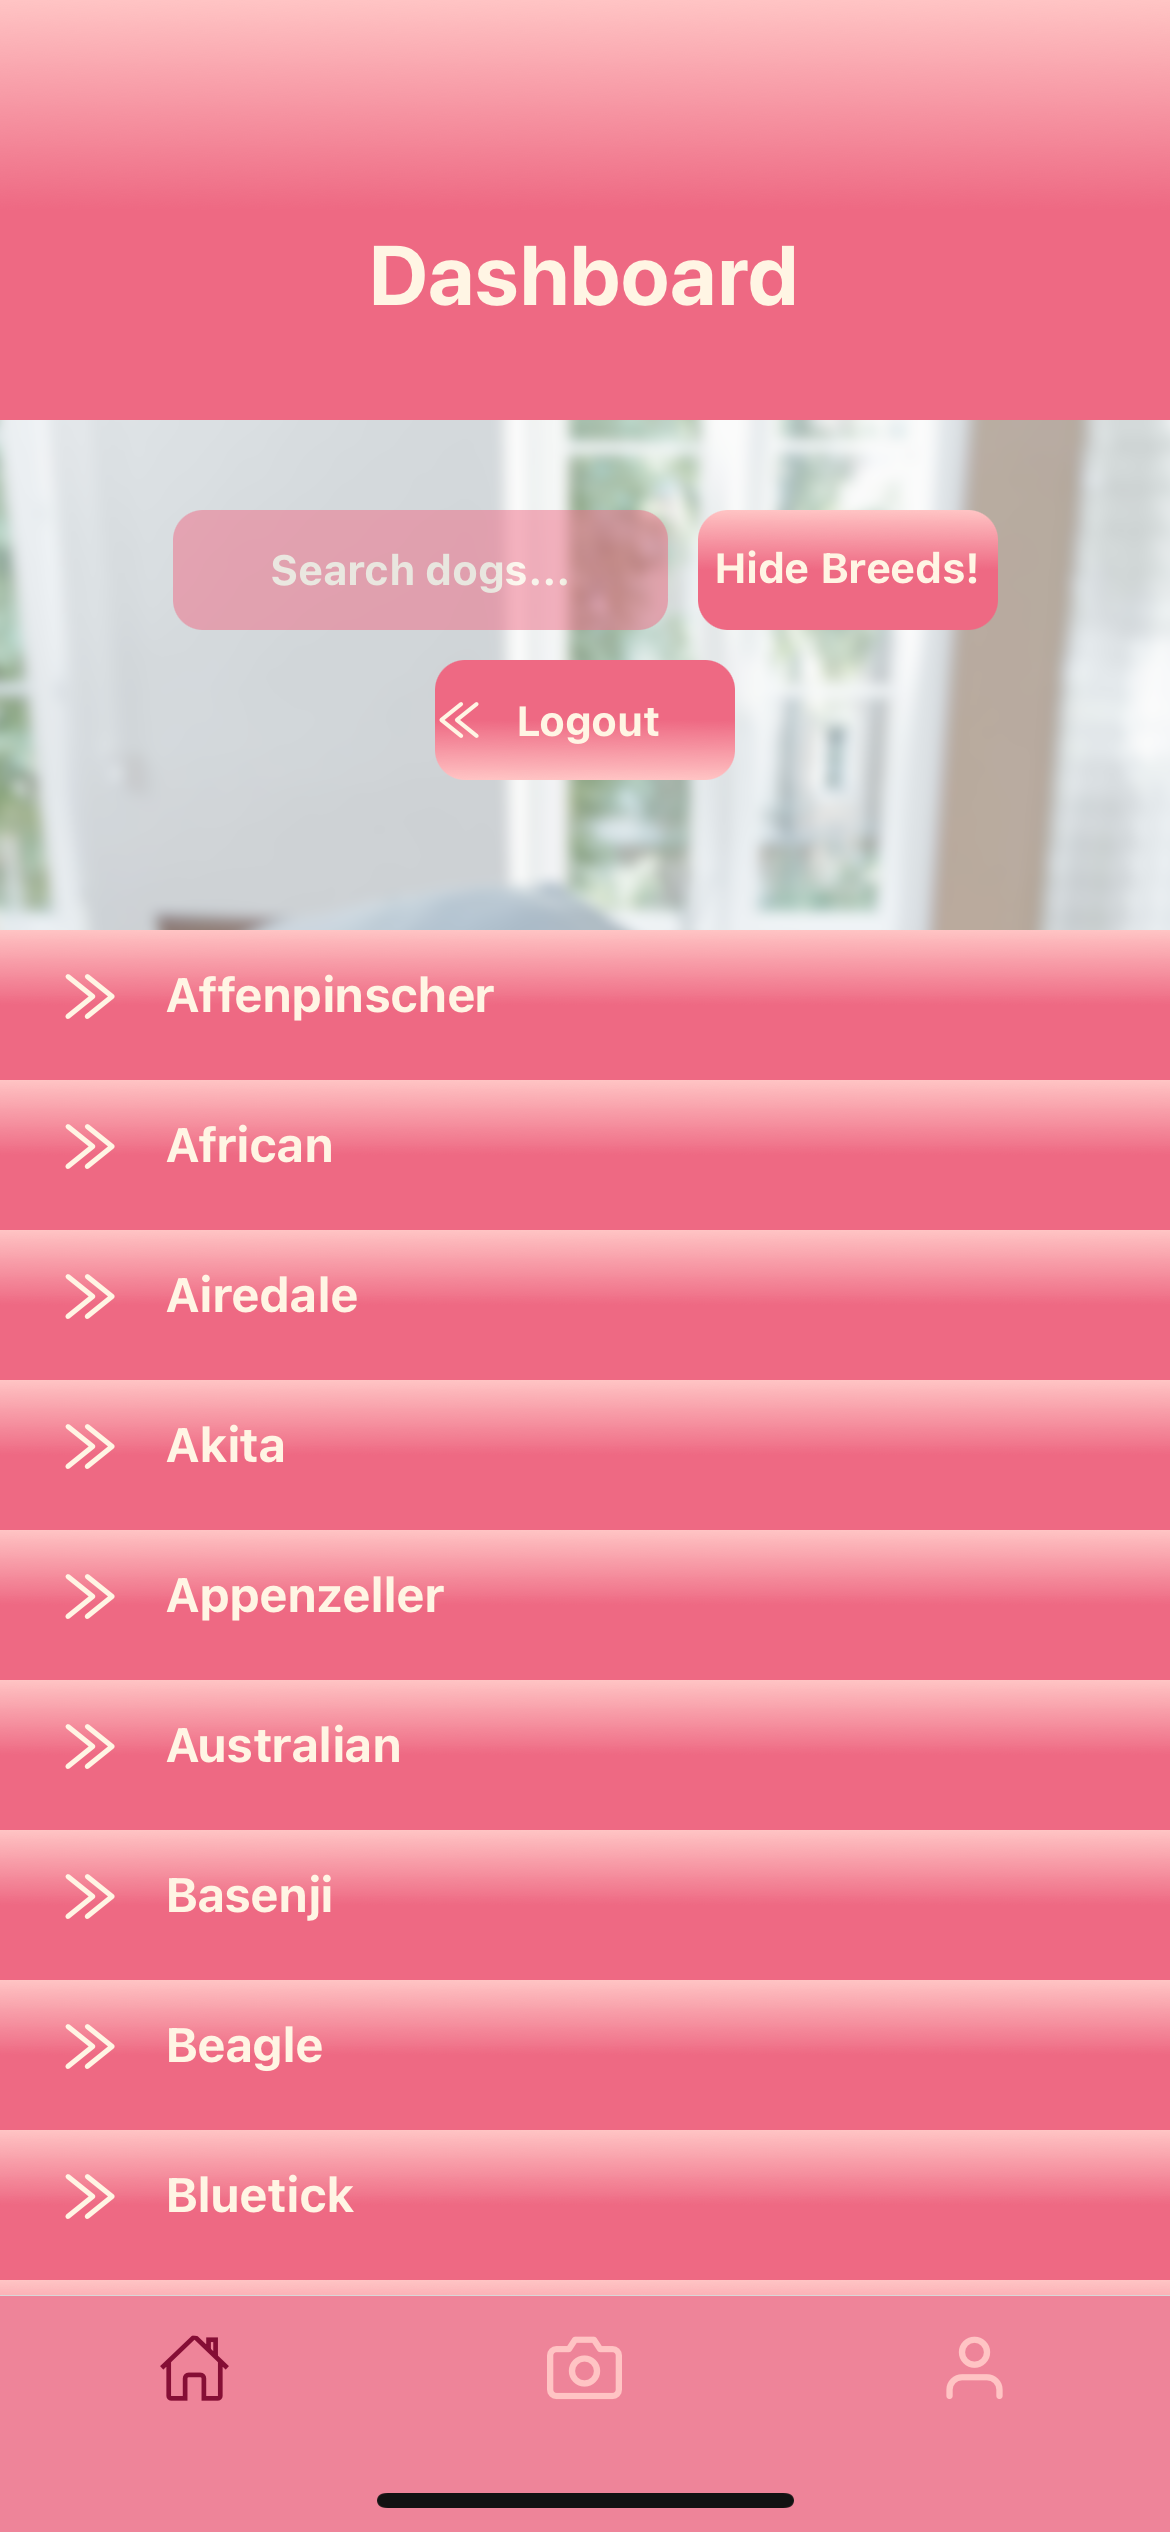 Dashboard
Search dogs...
Hide Breeds!
Logout
Affenpinscher
African
Airedale
Akita
Appenzeller
Australian
Basenji
Beagle
Bluetick